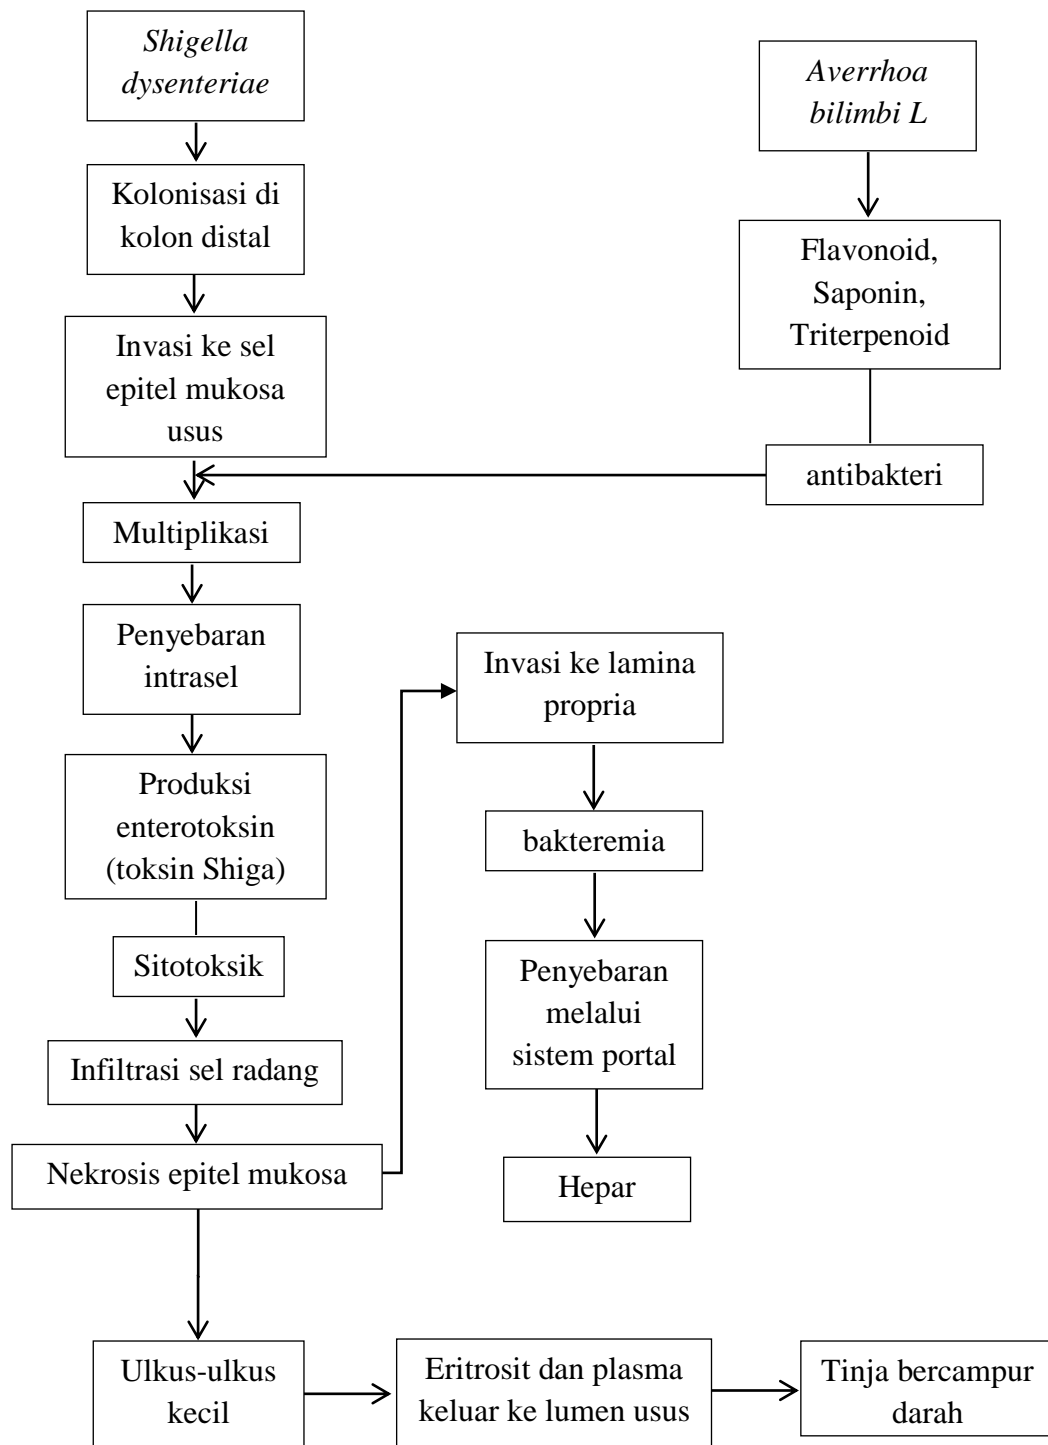 Shigella
dysenteriae
Averrhoa
bilimbi L
Kolonisasi di
kolon distal
Flavonoid,
Saponin,
Triterpenoid
Invasi ke sel
epitel mukosa
usus
antibakteri
Multiplikasi
Penyebaran
intrasel
Invasi ke lamina
propria
Produksi
enterotoksin
(toksin Shiga)
bakteremia
Sitotoksik
Penyebaran
melalui
sistem portal
Infiltrasi sel radang
Nekrosis epitel mukosa
Hepar
Ulkus-ulkus
kecil
Eritrosit dan plasma
keluar ke lumen usus
Tinja bercampur
darah